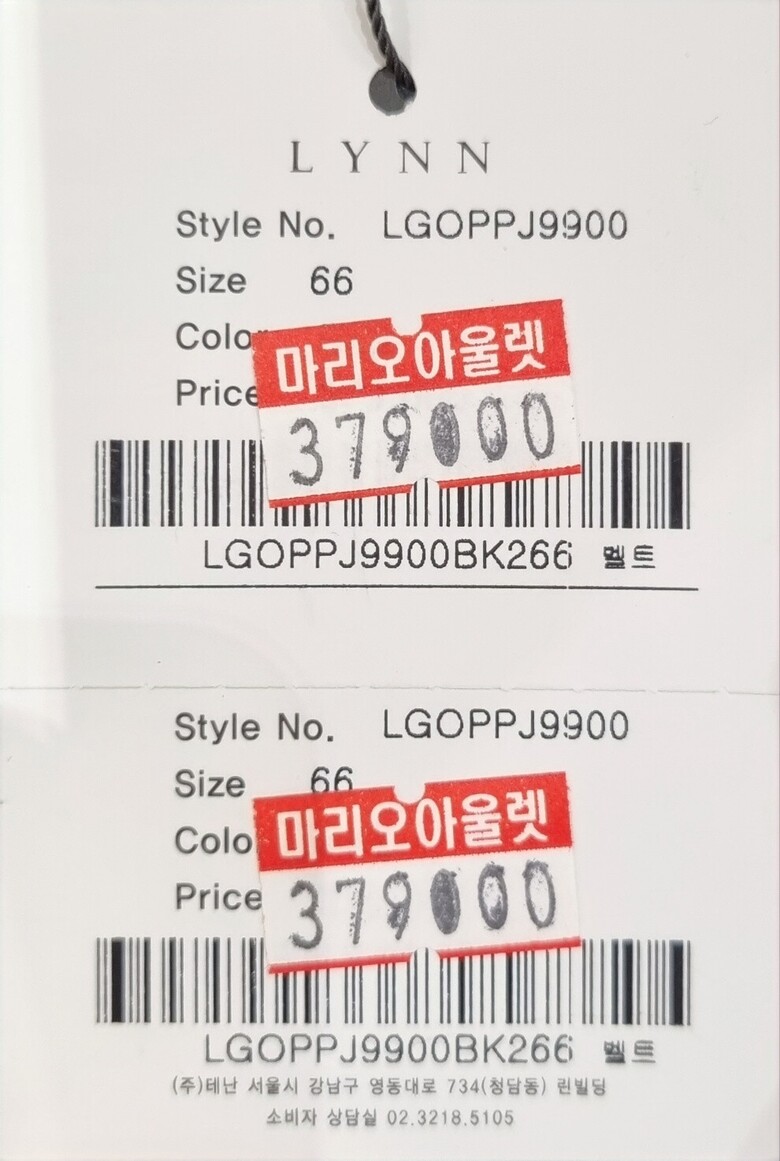 LYNN
Style No. LGOPPJ9900
Size 66
Colo
마리오아울렛
Price
379000
LGOPPJ9900BK266 벨트
Style No. LGOPPJ9900
Size 66
Colo
마리오아울렛
Price
379000
LGOPPJ9900BK266 벨트
(주)테난 서울시 강남구 영동대로 734(청담동) 린빌딩
소비자 상담실 02.3218.5105